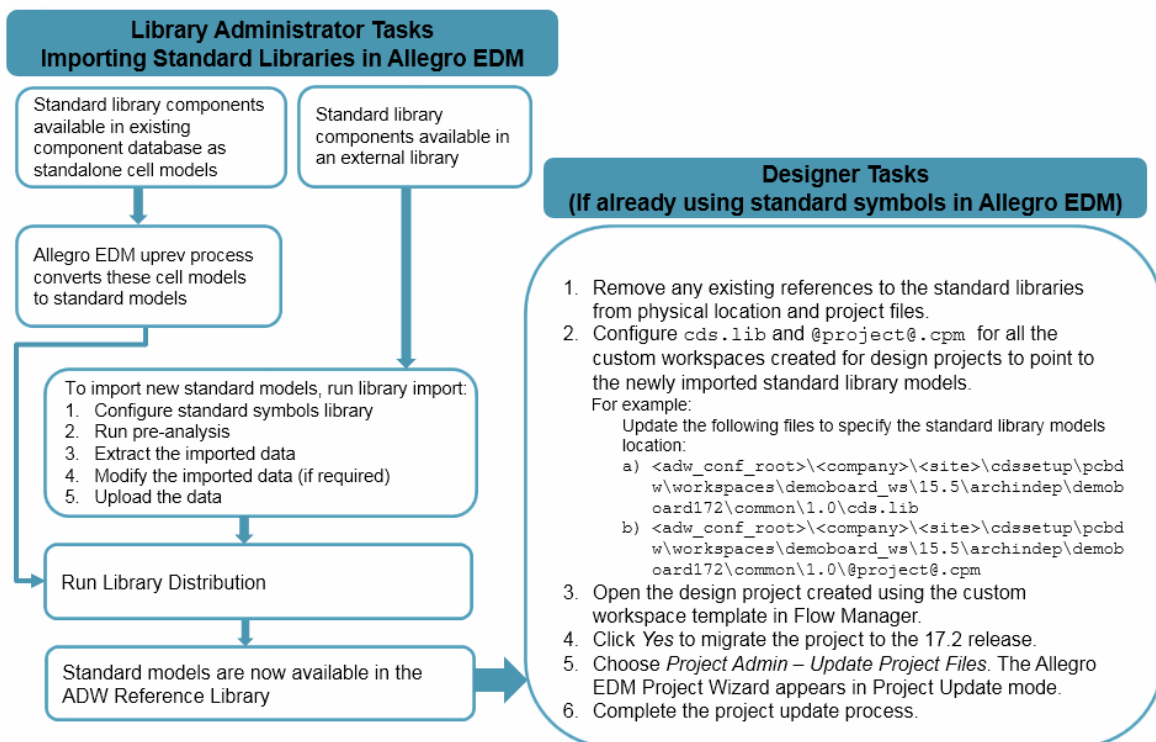 Library Administrator Tasks
Importing Standard Libraries in Allegro EDM
Standard library components
available in existing
component database as
standalone cell models
Standard library
components available in
an external library
Allegro EDM uprev process
converts these cell models
to standard models
To import new standard models, run library import:
1. Configure standard symbols library
2. Run pre-analysis
3. Extract the imported data
4. Modify the imported data (if required)
5. Upload the data
Run Library Distribution
Standard models are now available in the
ADW Reference Library
Designer Tasks
(If already using standard symbols in Allegro EDM)
1. Remove any existing references to the standard libraries
from physical location and project files.
2. Configure cds.lib and @project@.cpm for all the
custom workspaces created for design projects to point to
the newly imported standard library models.
For example:
Update the following files to specify the standard library models
location:
a) <adw_conf_root>\<company>\<site>\cdssetup\pcbd
w\workspaces\demoboard_ws\15.5\archindep\demob
oard172\common\1.0\cds.lib
b) <adw_conf_root>\<company>\<site>\cdssetup\pcbd
w\workspaces\demoboard_ws\15.5\archindep\demob
oard172\common\1.0\@project@.cpm
3. Open the design project created using the custom
workspace template in Flow Manager.
4. Click Yes to migrate the project to the 17.2 release.
5. Choose Project Admin – Update Project Files. The Allegro
EDM Project Wizard appears in Project Update mode.
6. Complete the project update process.